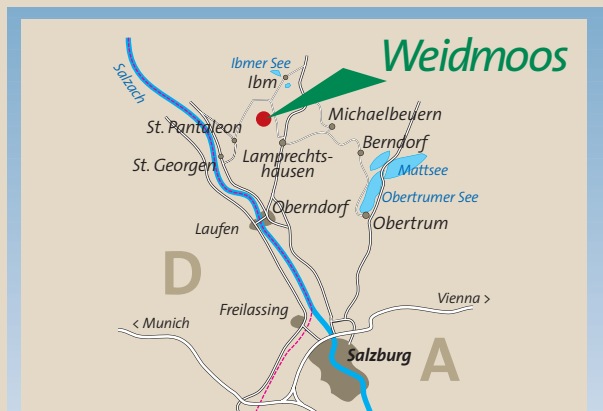 Weidmoos
Ibmer See
Ibm
Salzach
Michaelbeuern
St. Pantaleon
Berndorf
St. Georgen
Lamprechts-
hausen
Mattsee
Obertrumer See
Oberndorf
Obertrum
Laufen
D
Vienna >
Freilassing
< Munich
Salzburg
A